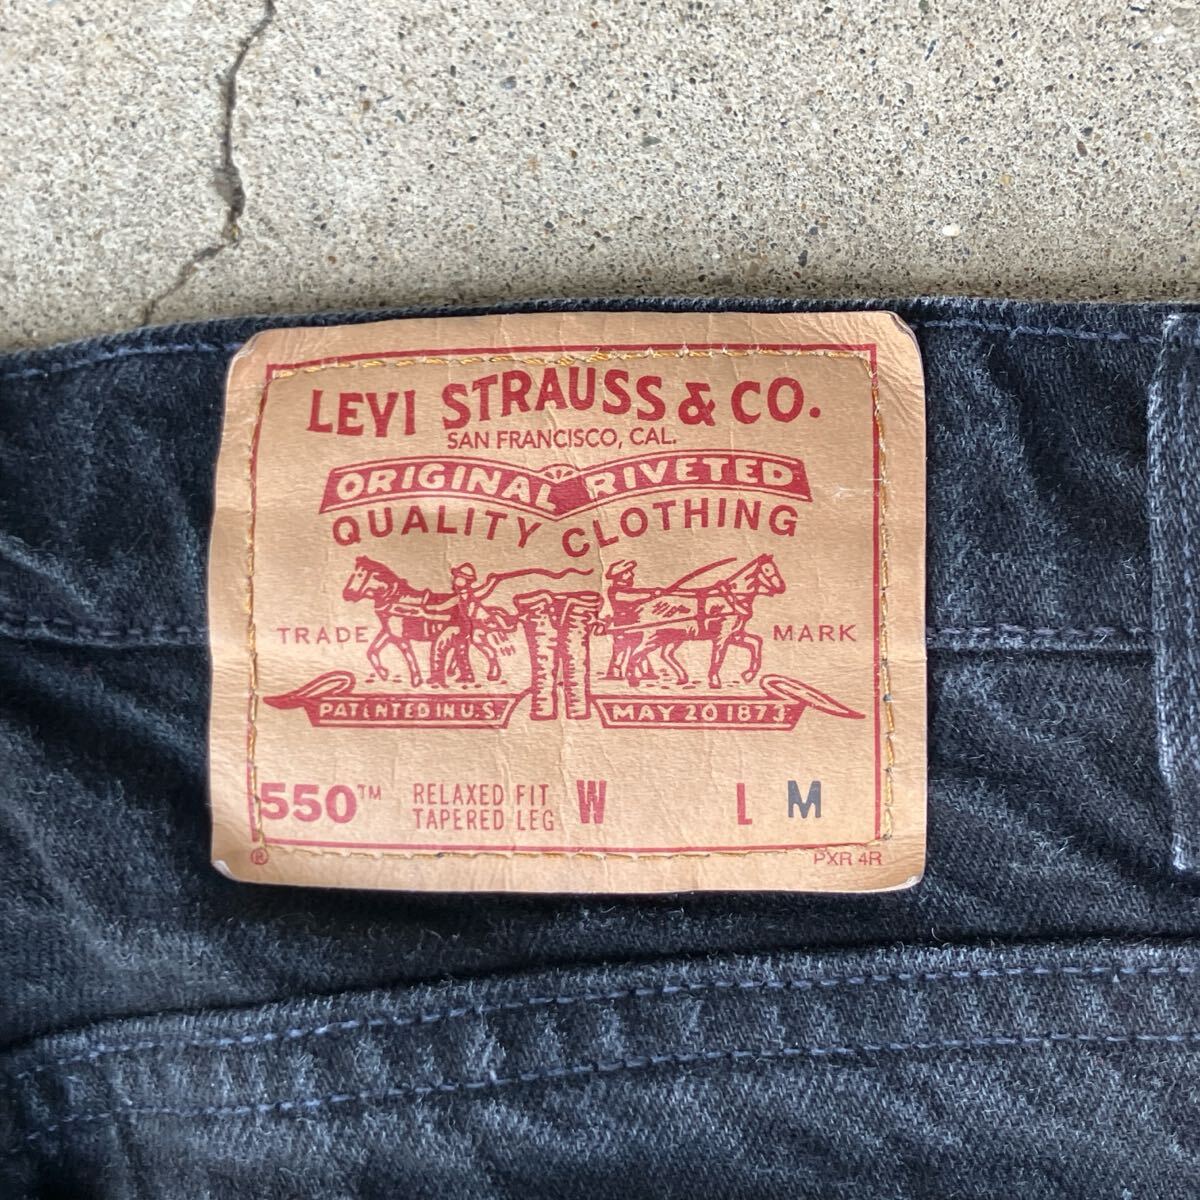 LEVI STRAUSS & CO.
SAN FRANCISCO, CAL.
ORIGINAL RIVETED
QUALITY CLOTHING
TRADE MARK
PATENTED IN U.S. MAY 20 1873
550™ RELAXED FIT W L M
TAPERED LEG
® PXR 4R